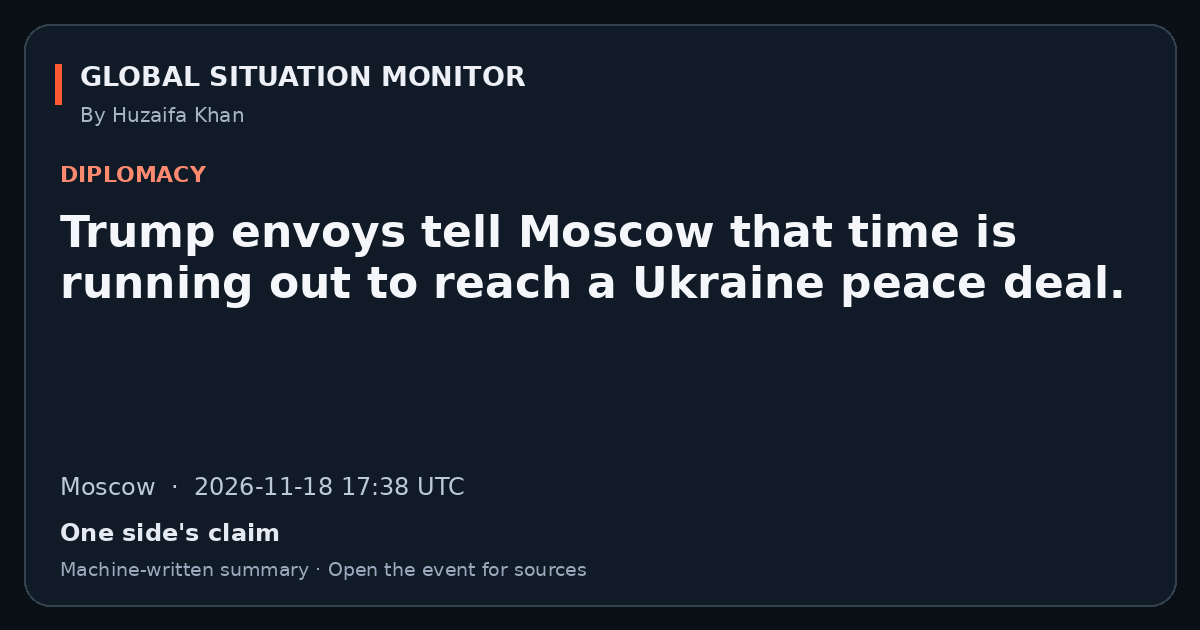 GLOBAL SITUATION MONITOR
By Huzaifa Khan
DIPLOMACY
Trump envoys tell Moscow that time is
running out to reach a Ukraine peace deal.
Moscow · 2026-11-18 17:38 UTC
One side's claim
Machine-written summary · Open the event for sources